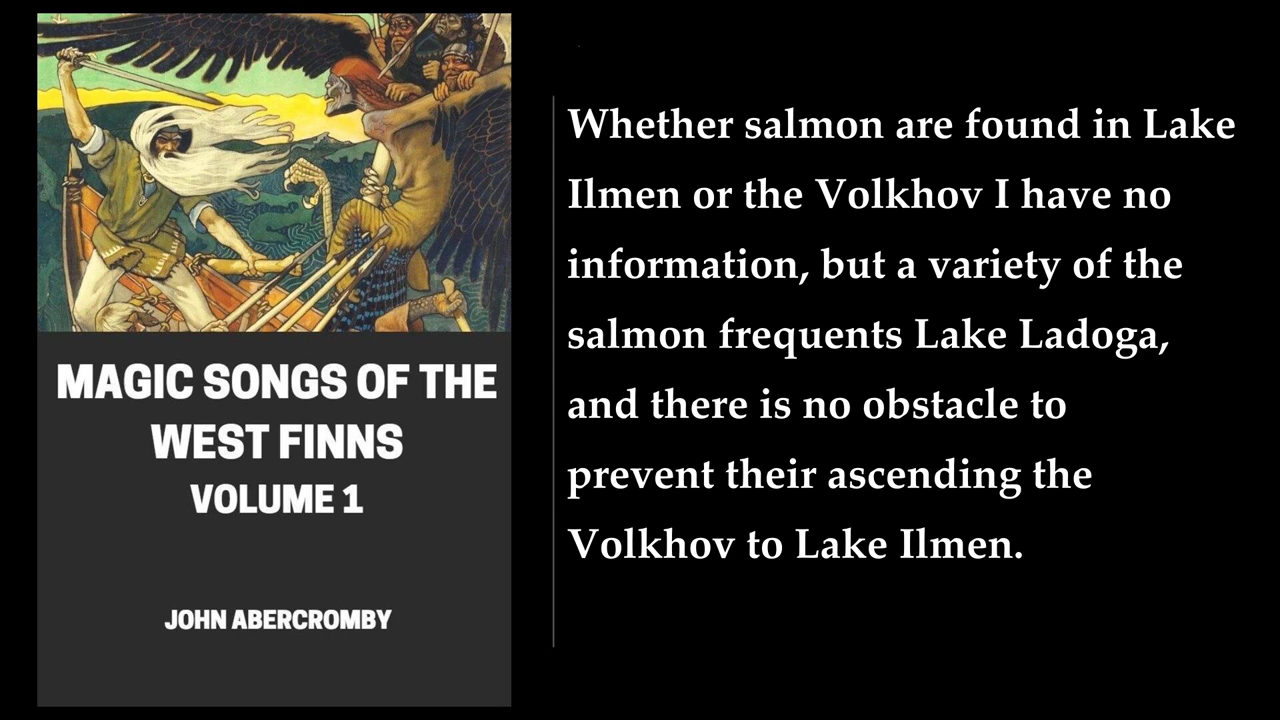 MAGIC SONGS OF THE
WEST FINNS
VOLUME 1
JOHN ABERCROMBY
Whether salmon are found in Lake
Ilmen or the Volkhov I have no
information, but a variety of the
salmon frequents Lake Ladoga,
and there is no obstacle to
prevent their ascending the
Volkhov to Lake Ilmen.